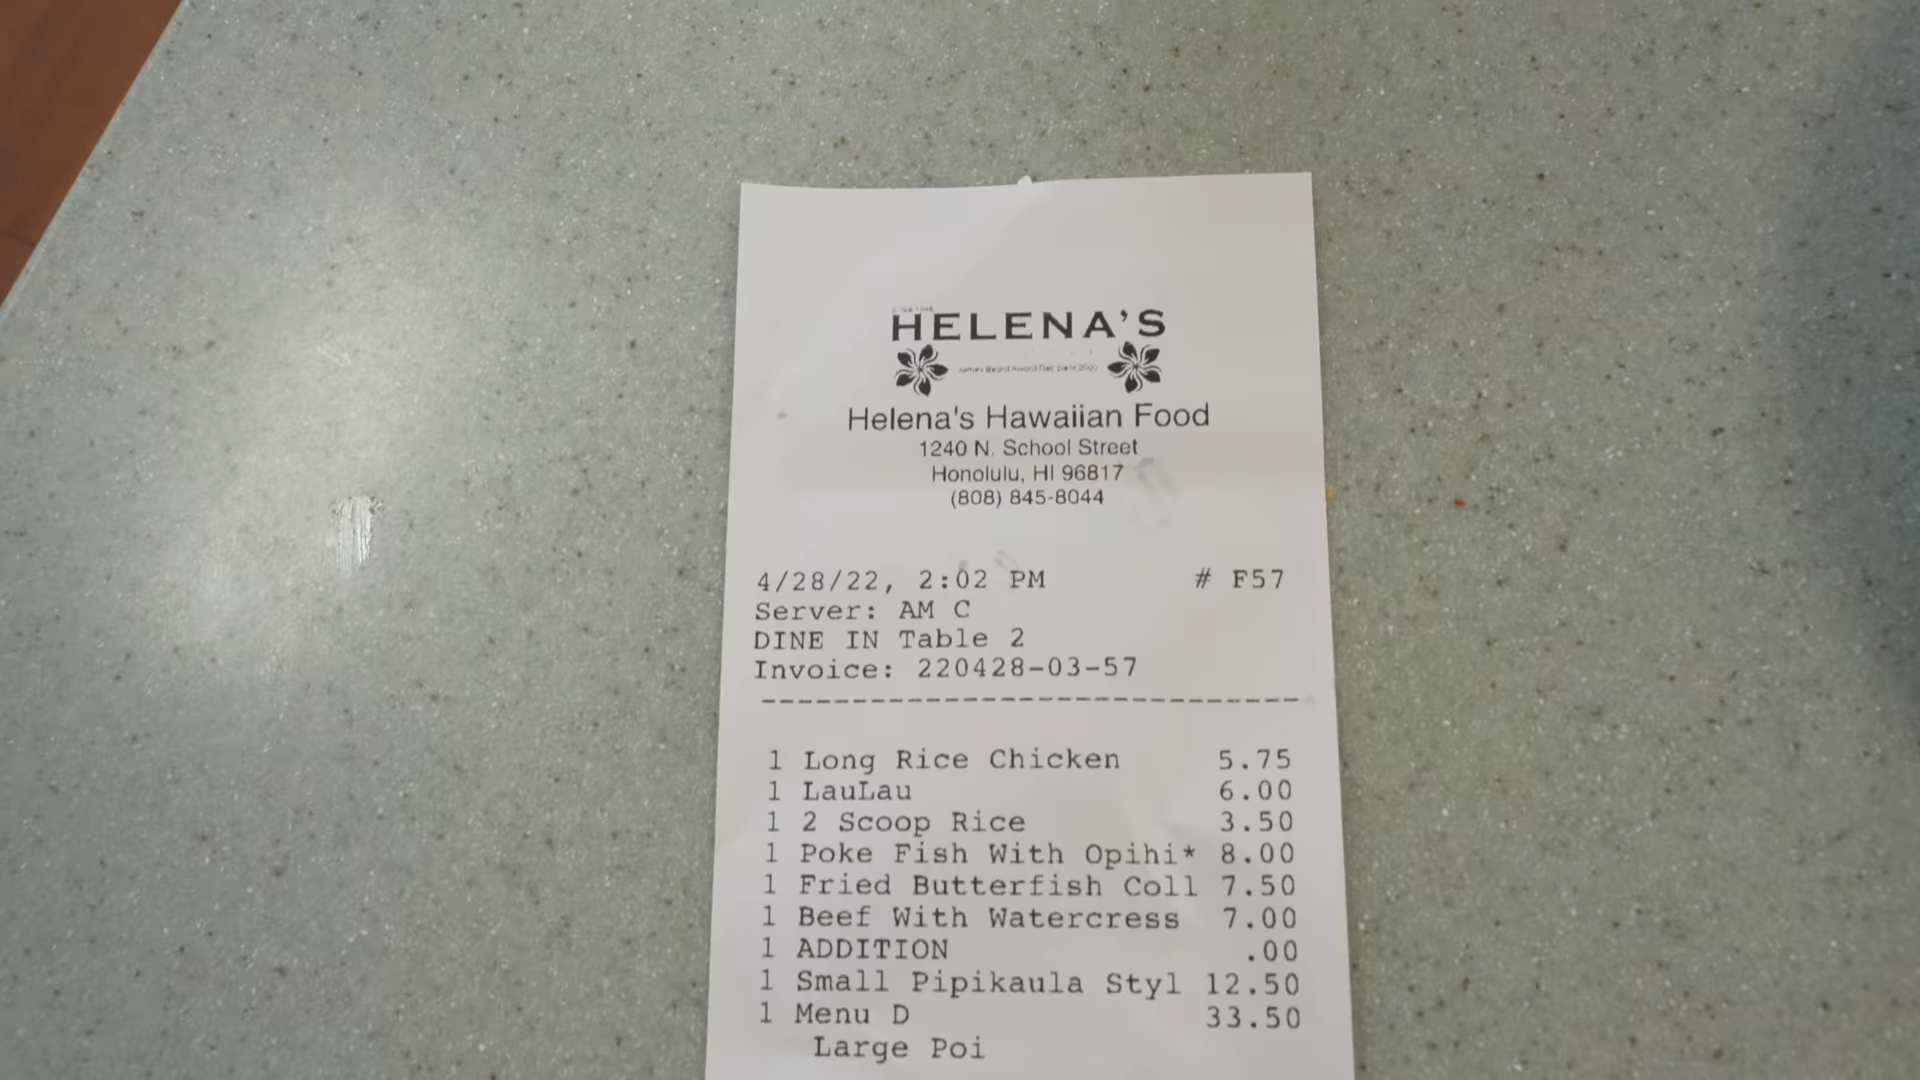 HELENA'S
Helena's Hawaiian Food
1240 N. School Street
Honolulu, HI 96817
(808) 845-8044
4/28/22, 2:02 PM # F57
Server: AM C
DINE IN Table 2
Invoice: 220428-03-57
1 Long Rice Chicken 5.75
1 LauLau 6.00
1 2 Scoop Rice 3.50
1 Poke Fish With Opihi* 8.00
1 Fried Butterfish Coll 7.50
1 Beef With Watercress 7.00
1 ADDITION .00
1 Small Pipikaula Styl 12.50
1 Menu D 33.50
Large Poi